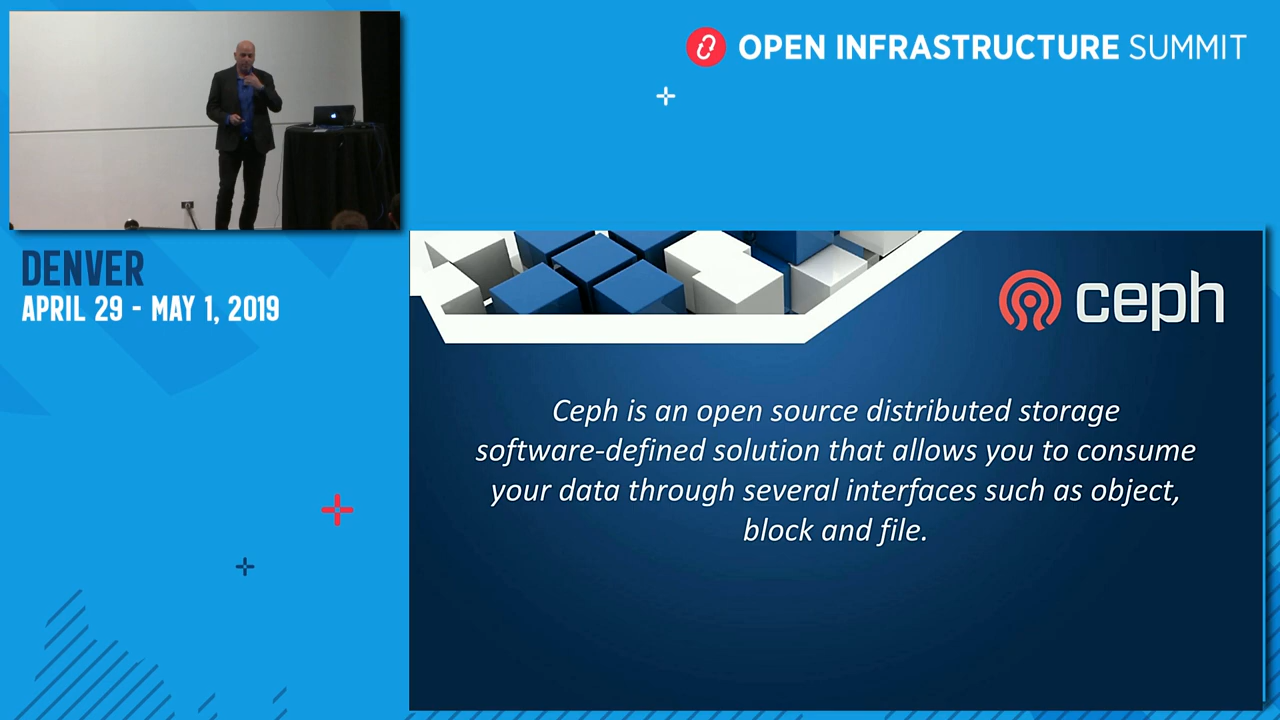 OPEN INFRASTRUCTURE SUMMIT
DENVER
APRIL 29 - MAY 1, 2019
ceph
Ceph is an open source distributed storage
software-defined solution that allows you to consume
your data through several interfaces such as object,
block and file.